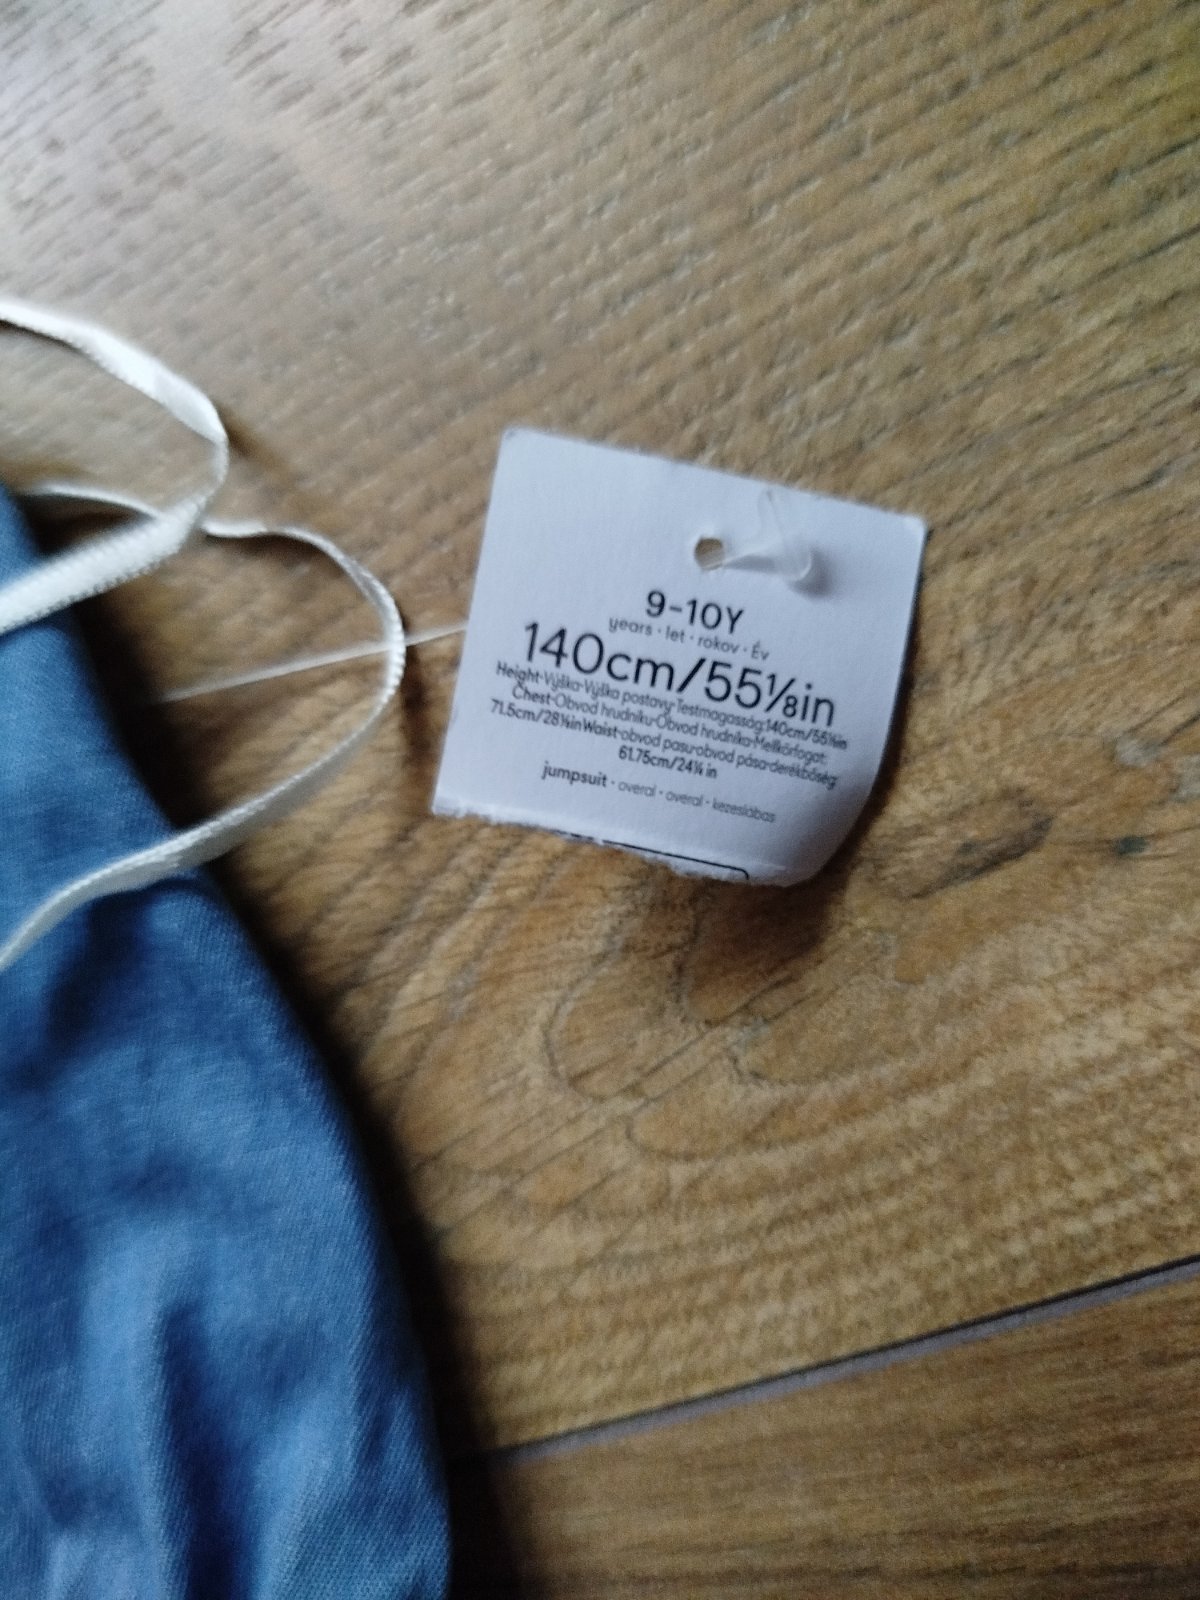 9-10Y
years · let · rokov · Év
140cm/55⅛in
Height·Výška·Výška postavy·Testmagasság:140cm/55⅛in
Chest·Obvod hrudníku·Obvod hrudníka·Mellkörfogat:
71.5cm/28⅛in Waist·obvod pasu·obvod pása·derékbőség:
61.75cm/24¼ in
jumpsuit · overal · overal · kezeslábas